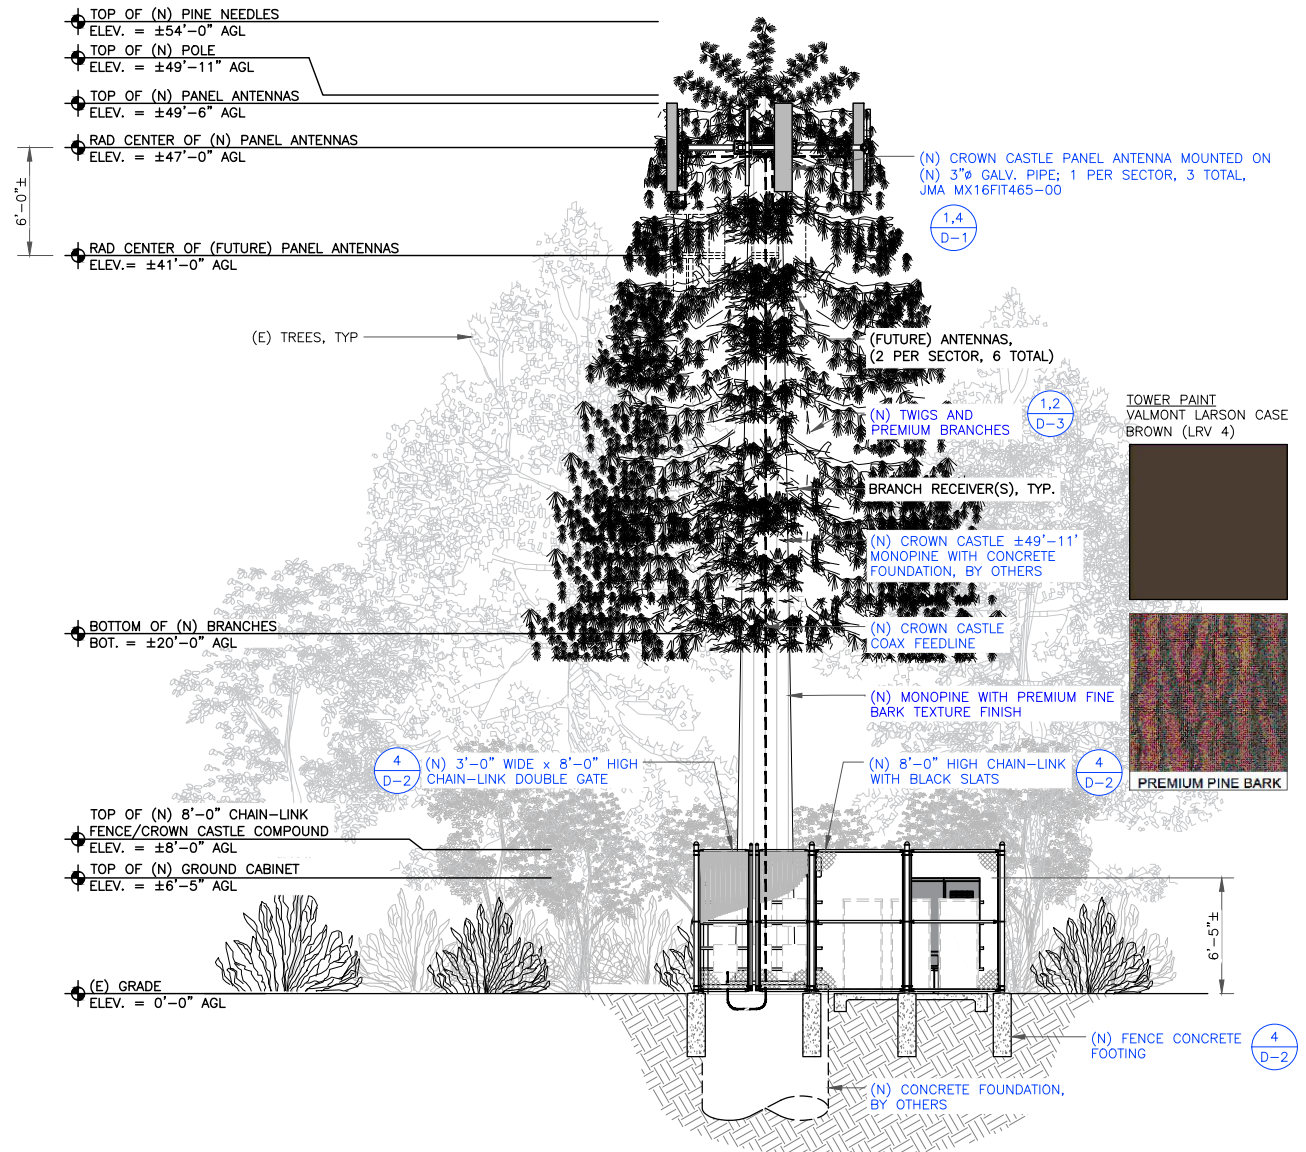 TOP OF (N) PINE NEEDLES
ELEV. = ±54'-0" AGL
TOP OF (N) POLE
ELEV. = ±49'-11" AGL
TOP OF (N) PANEL ANTENNAS
ELEV. = ±49'-6" AGL
RAD CENTER OF (N) PANEL ANTENNAS
ELEV. = ±47'-0" AGL
6'-0"±
RAD CENTER OF (FUTURE) PANEL ANTENNAS
ELEV.= ±41'-0" AGL
(N) CROWN CASTLE PANEL ANTENNA MOUNTED ON
(N) 3"ø GALV. PIPE; 1 PER SECTOR, 3 TOTAL,
JMA MX16FIT465-00
1,4
D-1
(E) TREES, TYP
(FUTURE) ANTENNAS,
(2 PER SECTOR, 6 TOTAL)
(N) TWIGS AND
PREMIUM BRANCHES
1,2
D-3
TOWER PAINT
VALMONT LARSON CASE
BROWN (LRV 4)
BRANCH RECEIVER(S), TYP.
(N) CROWN CASTLE ±49'-11'
MONOPINE WITH CONCRETE
FOUNDATION, BY OTHERS
BOTTOM OF (N) BRANCHES
BOT. = ±20'-0" AGL
(N) CROWN CASTLE
COAX FEEDLINE
(N) MONOPINE WITH PREMIUM FINE
BARK TEXTURE FINISH
PREMIUM PINE BARK
4
D-2
(N) 3'-0" WIDE x 8'-0" HIGH
CHAIN-LINK DOUBLE GATE
(N) 8'-0" HIGH CHAIN-LINK
WITH BLACK SLATS
4
D-2
TOP OF (N) 8'-0" CHAIN-LINK
FENCE/CROWN CASTLE COMPOUND
ELEV. = ±8'-0" AGL
TOP OF (N) GROUND CABINET
ELEV. = ±6'-5" AGL
6'-5"±
(E) GRADE
ELEV. = 0'-0" AGL
(N) FENCE CONCRETE
FOOTING
4
D-2
(N) CONCRETE FOUNDATION,
BY OTHERS